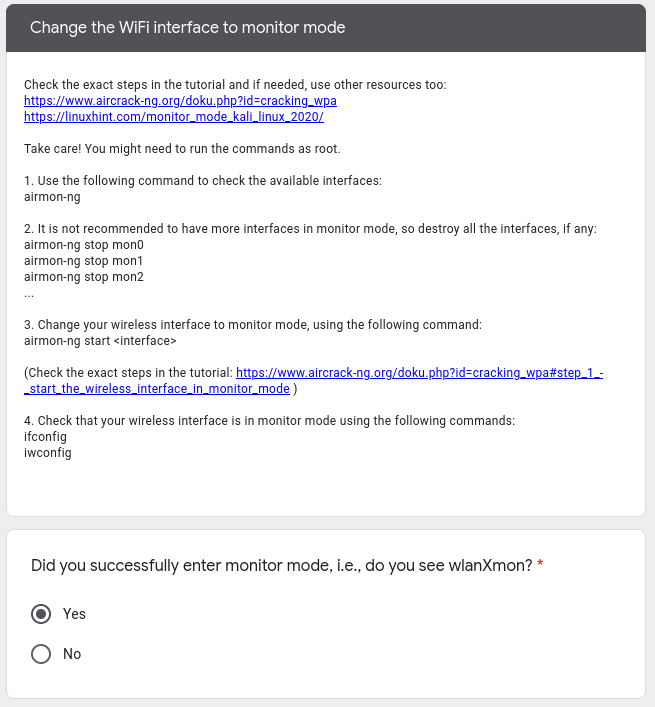 Change the WiFi interface to monitor mode
Check the exact steps in the tutorial and if needed, use other resources too:
https://www.aircrack-ng.org/doku.php?id=cracking_wpa
https://linuxhint.com/monitor_mode_kali_linux_2020/
Take care! You might need to run the commands as root.
1. Use the following command to check the available interfaces:
airmon-ng
2. It is not recommended to have more interfaces in monitor mode, so destroy all the interfaces, if any:
airmon-ng stop mon0
airmon-ng stop mon1
airmon-ng stop mon2
...
3. Change your wireless interface to monitor mode, using the following command:
airmon-ng start <interface>
(Check the exact steps in the tutorial: https://www.aircrack-ng.org/doku.php?id=cracking_wpa#step_1_-
_start_the_wireless_interface_in_monitor_mode )
4. Check that your wireless interface is in monitor mode using the following commands:
ifconfig
iwconfig
Did you successfully enter monitor mode, i.e., do you see wlanXmon? *
Yes
No